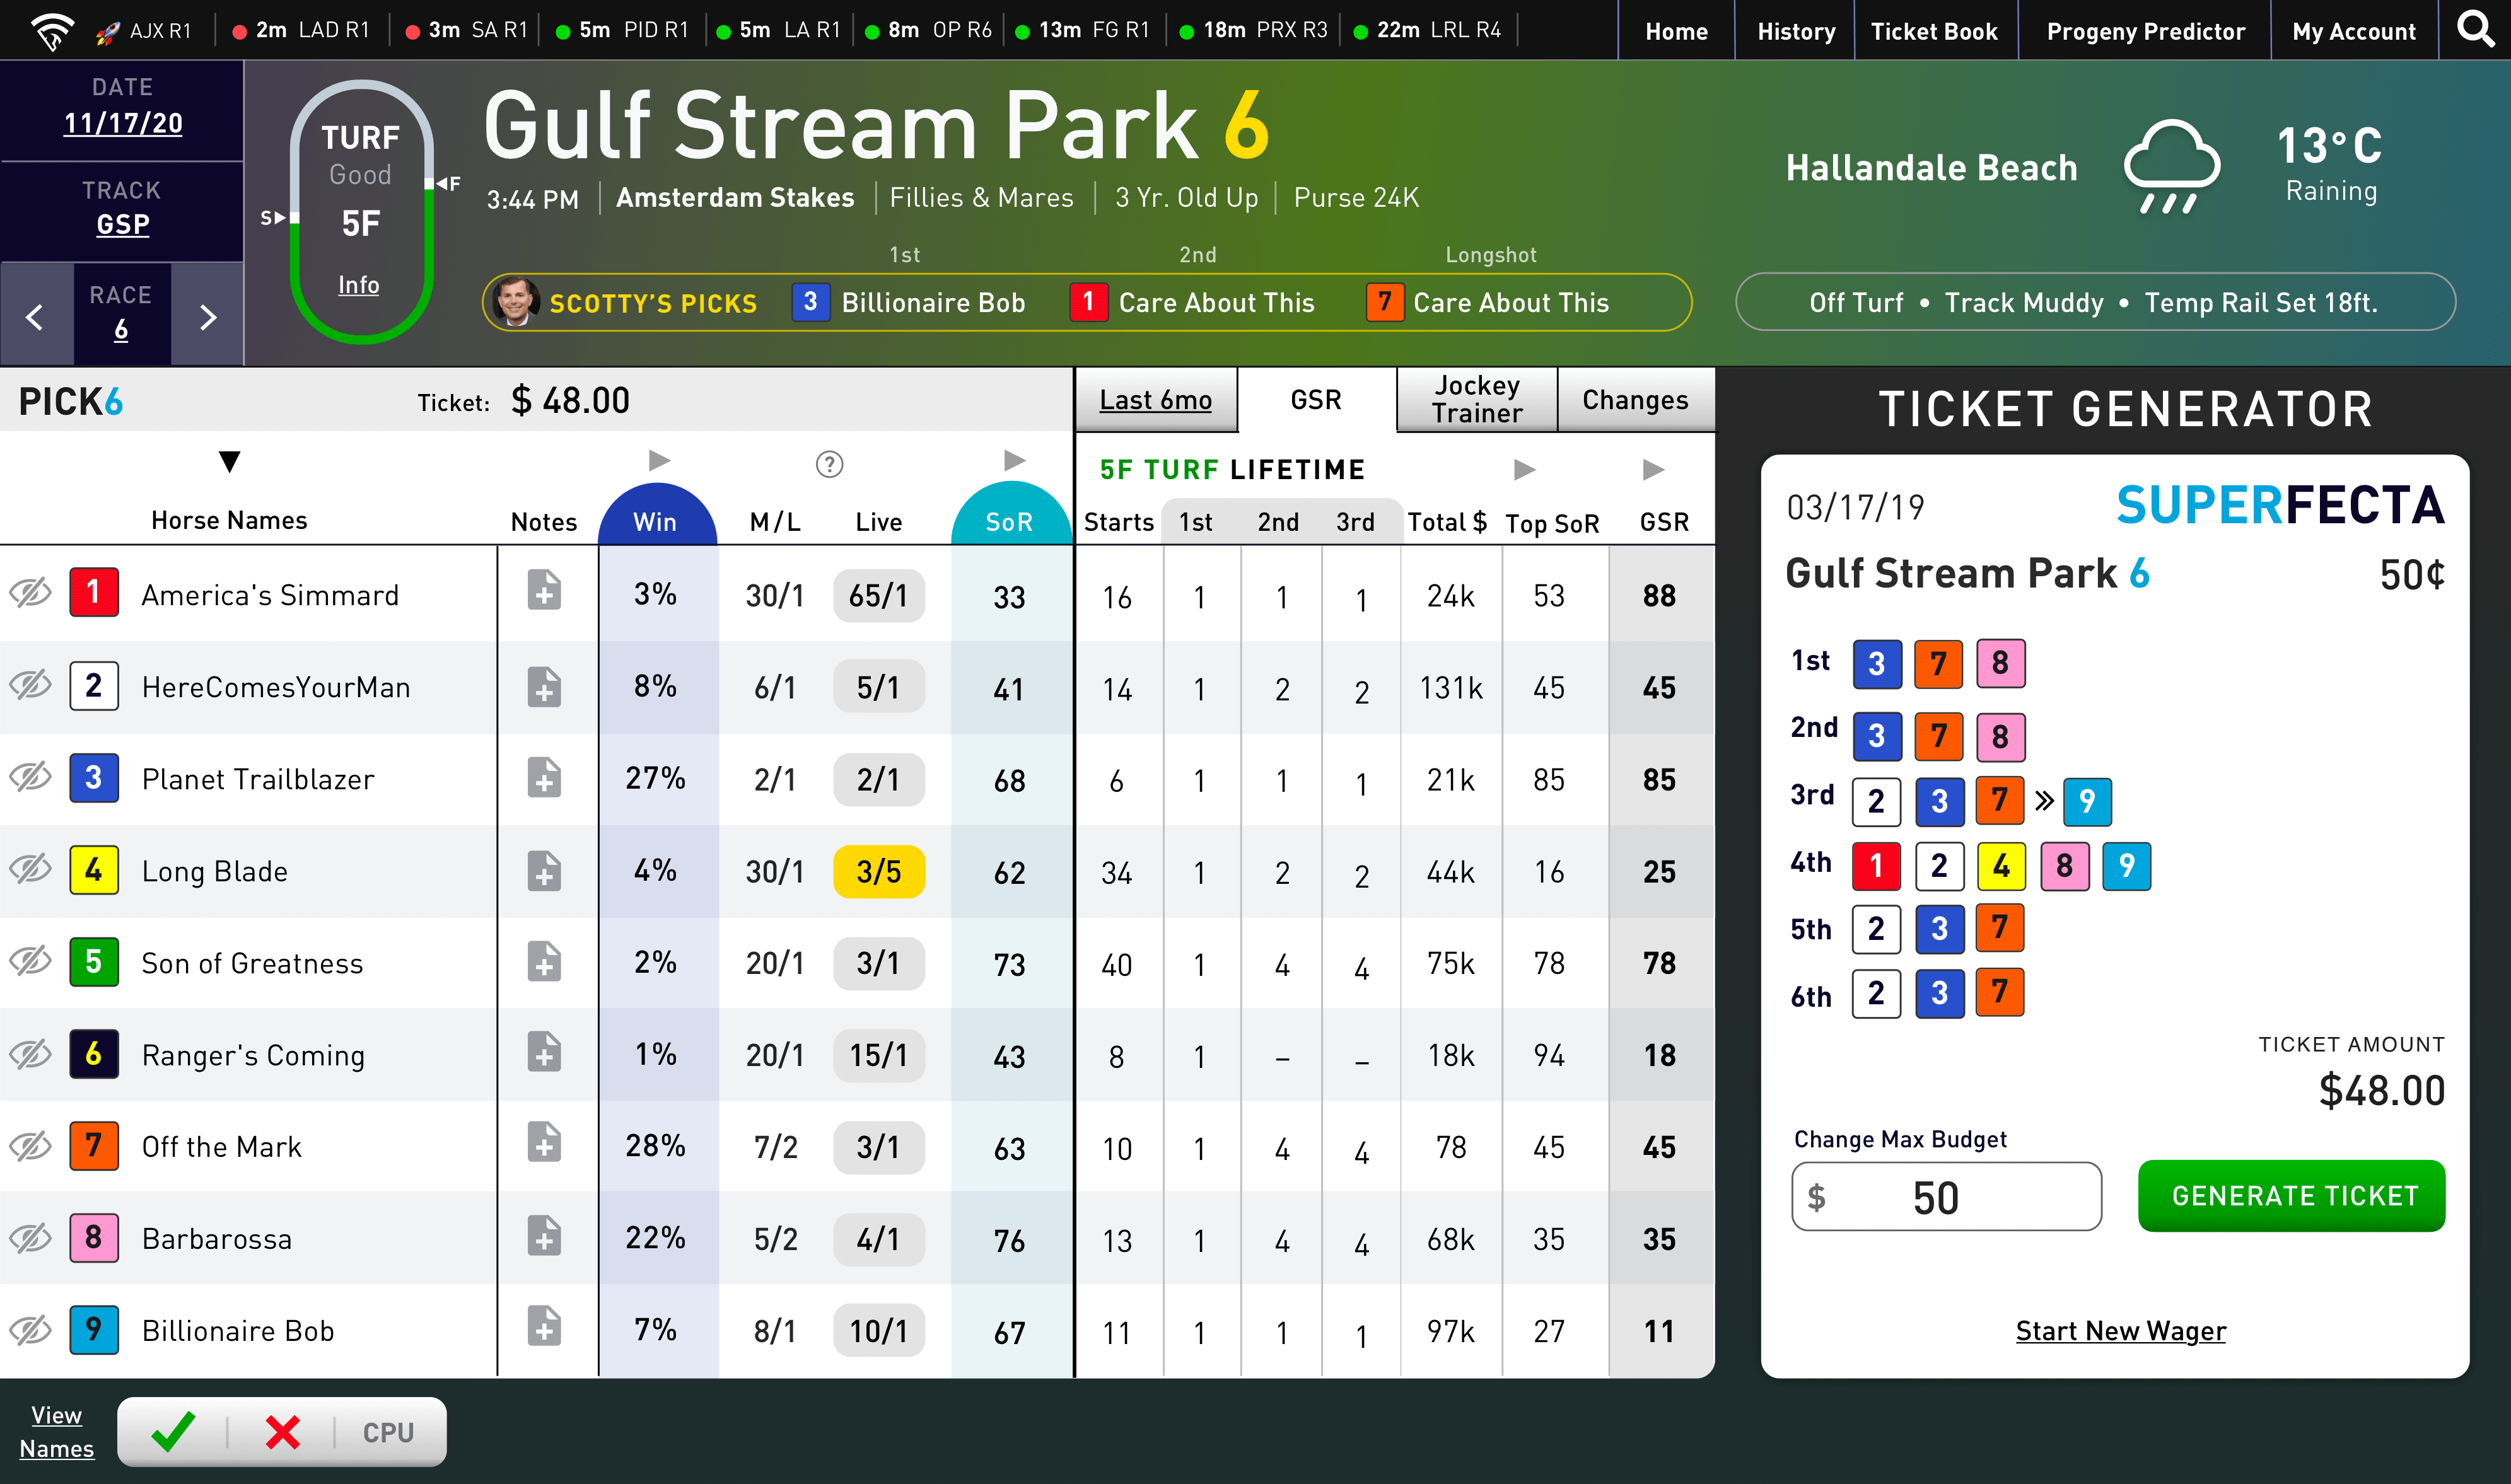 AJX R1
2m LAD R1
3m SA R1
5m PID R1
5m LA R1
8m OP R6
13m FG R1
18m PRX R3
22m LRL R4
Home
History
Ticket Book
Progeny Predictor
My Account
DATE
11/17/20
TRACK
GSP
RACE
6
TURF
Good
5F
Info
S
F
Gulf Stream Park 6
3:44 PM Amsterdam Stakes Fillies & Mares 3 Yr. Old Up Purse 24K
1st 2nd Longshot
SCOTTY'S PICKS 3 Billionaire Bob 1 Care About This 7 Care About This
Hallandale Beach
13°C
Raining
Off Turf • Track Muddy • Temp Rail Set 18ft.
PICK6 Ticket: $ 48.00
Last 6mo
GSR
Jockey
Trainer
Changes
?
5F TURF LIFETIME
Horse Names Notes Win M/L Live SoR Starts 1st 2nd 3rd Total $ Top SoR GSR
1 America's Simmard 3% 30/1 65/1 33 16 1 1 1 24k 53 88
2 HereComesYourMan 8% 6/1 5/1 41 14 1 2 2 131k 45 45
3 Planet Trailblazer 27% 2/1 2/1 68 6 1 1 1 21k 85 85
4 Long Blade 4% 30/1 3/5 62 34 1 2 2 44k 16 25
5 Son of Greatness 2% 20/1 3/1 73 40 1 4 4 75k 78 78
6 Ranger's Coming 1% 20/1 15/1 43 8 1 – – 18k 94 18
7 Off the Mark 28% 7/2 3/1 63 10 1 4 4 78 45 45
8 Barbarossa 22% 5/2 4/1 76 13 1 4 4 68k 35 35
9 Billionaire Bob 7% 8/1 10/1 67 11 1 1 1 97k 27 11
View
Names
CPU
TICKET GENERATOR
03/17/19 SUPERFECTA
Gulf Stream Park 6 50¢
1st 3 7 8
2nd 3 7 8
3rd 2 3 7 » 9
4th 1 2 4 8 9
5th 2 3 7
6th 2 3 7
TICKET AMOUNT
$48.00
Change Max Budget
$ 50
GENERATE TICKET
Start New Wager